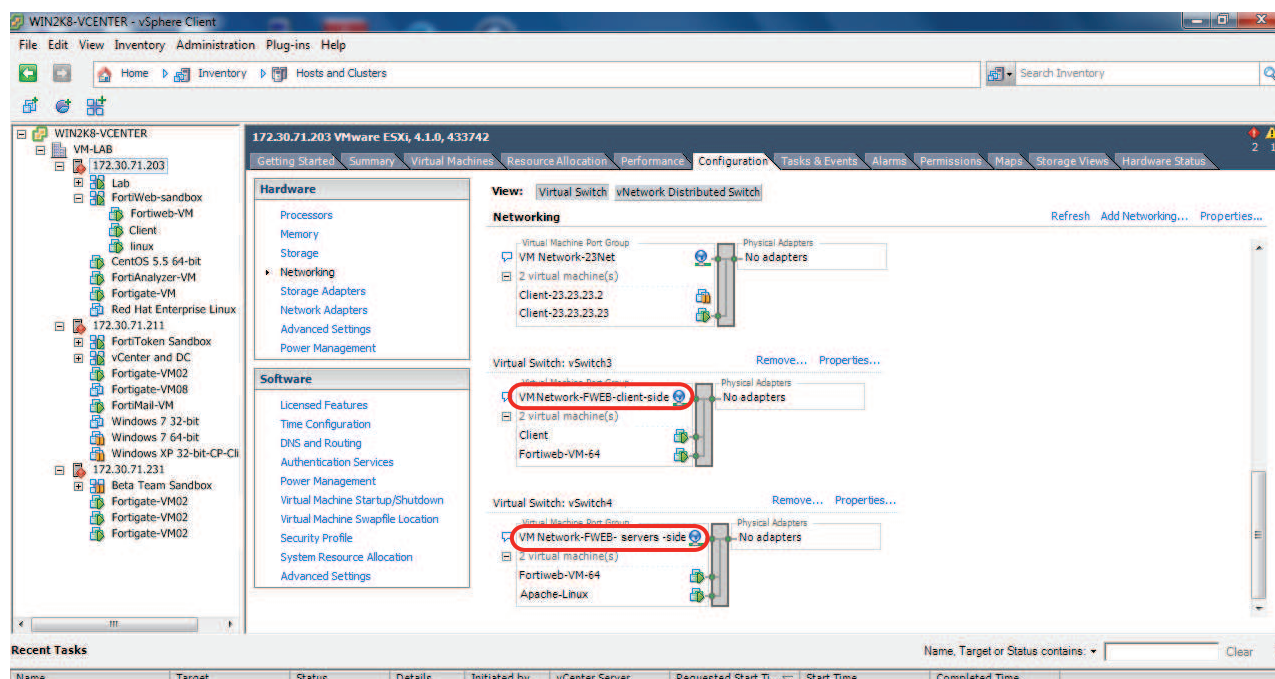 WIN2K8-VCENTER - vSphere Client
File Edit View Inventory Administration Plug-ins Help
Home Inventory Hosts and Clusters
Search Inventory
WIN2K8-VCENTER
VM-LAB
172.30.71.203
Lab
FortiWeb-sandbox
Fortiweb-VM
Client
linux
CentOS 5.5 64-bit
FortiAnalyzer-VM
Fortigate-VM
Red Hat Enterprise Linux
172.30.71.211
FortiToken Sandbox
vCenter and DC
Fortigate-VM02
Fortigate-VM08
FortiMail-VM
Windows 7 32-bit
Windows 7 64-bit
Windows XP 32-bit-CP-Cli
172.30.71.231
Beta Team Sandbox
Fortigate-VM02
Fortigate-VM02
Fortigate-VM02
172.30.71.203 VMware ESXi, 4.1.0, 433742
2 1
Getting Started Summary Virtual Machines Resource Allocation Performance Configuration Tasks & Events Alarms Permissions Maps Storage Views Hardware Status
Hardware
Processors
Memory
Storage
Networking
Storage Adapters
Network Adapters
Advanced Settings
Power Management
Software
Licensed Features
Time Configuration
DNS and Routing
Authentication Services
Power Management
Virtual Machine Startup/Shutdown
Virtual Machine Swapfile Location
Security Profile
System Resource Allocation
Advanced Settings
View: Virtual Switch vNetwork Distributed Switch
Networking
Refresh Add Networking... Properties...
Virtual Machine Port Group Physical Adapters
VM Network-23Net No adapters
2 virtual machine(s)
Client-23.23.23.2
Client-23.23.23.23
Virtual Switch: vSwitch3 Remove... Properties...
Virtual Machine Port Group Physical Adapters
VM Network-FWEB-client-side No adapters
2 virtual machine(s)
Client
Fortiweb-VM-64
Virtual Switch: vSwitch4 Remove... Properties...
Virtual Machine Port Group Physical Adapters
VM Network-FWEB- servers -side No adapters
2 virtual machine(s)
Fortiweb-VM-64
Apache-Linux
Recent Tasks
Name, Target or Status contains: Clear
Name Target Status Details Initiated by vCenter Server Requested Start Ti Start Time Completed Time